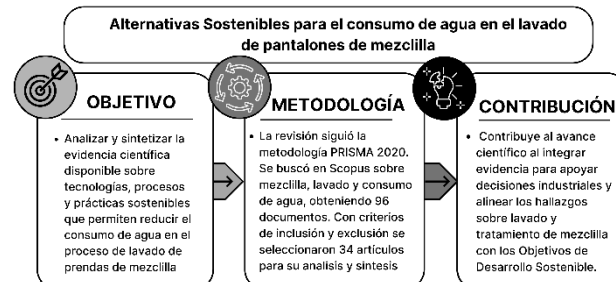 Alternativas Sostenibles para el consumo de agua en el lavado
de pantalones de mezclilla
OBJETIVO
• Analizar y sintetizar la
evidencia científica
disponible sobre
tecnologías, procesos
y prácticas sostenibles
que permiten reducir el
consumo de agua en el
proceso de lavado de
prendas de mezclilla
METODOLOGÍA
• La revisión siguió la
metodología PRISMA 2020.
Se buscó en Scopus sobre
mezclilla, lavado y consumo
de agua, obteniendo 96
documentos. Con criterios
de inclusión y exclusión se
seleccionaron 34 artículos
para su analisis y síntesis
CONTRIBUCIÓN
• Contribuye al avance
científico al integrar
evidencia para apoyar
decisiones industriales y
alinear los hallazgos
sobre lavado y
tratamiento de mezclilla
con los Objetivos de
Desarrollo Sostenible.